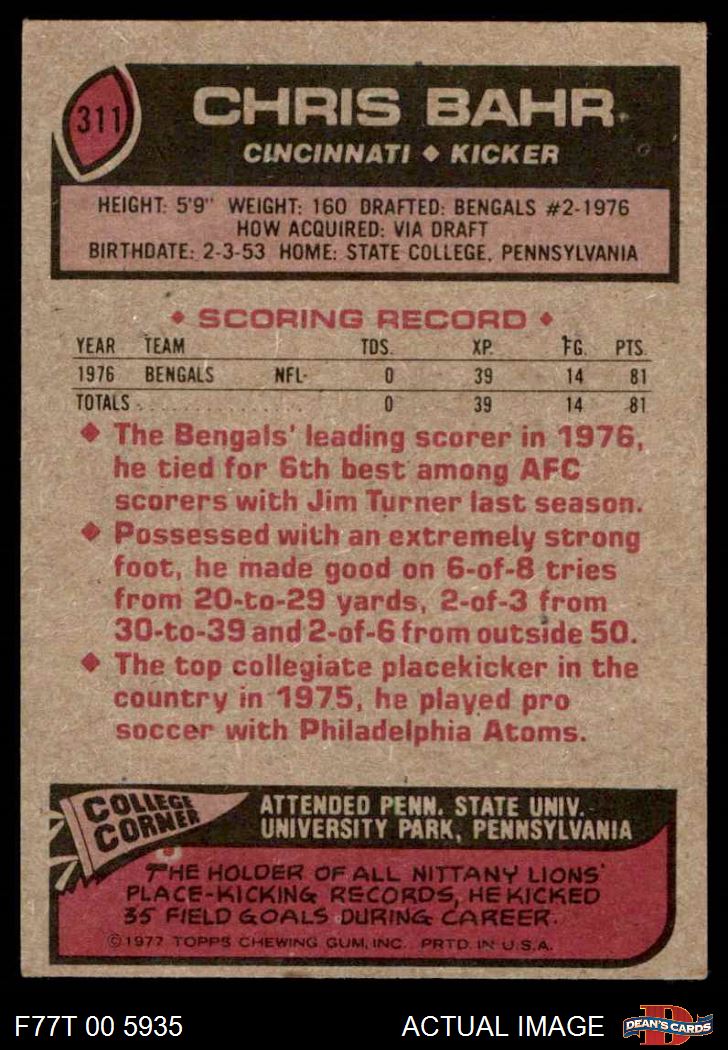 311
CHRIS BAHR
CINCINNATI ◆ KICKER
HEIGHT: 5'9" WEIGHT: 160 DRAFTED: BENGALS #2-1976
HOW ACQUIRED: VIA DRAFT
BIRTHDATE: 2-3-53 HOME: STATE COLLEGE, PENNSYLVANIA
◆ SCORING RECORD ◆
YEAR TEAM TDS. XP. FG. PTS.
1976 BENGALS NFL 0 39 14 81
TOTALS 0 39 14 81
◆ The Bengals' leading scorer in 1976,
he tied for 6th best among AFC
scorers with Jim Turner last season.
◆ Possessed with an extremely strong
foot, he made good on 6-of-8 tries
from 20-to-29 yards, 2-of-3 from
30-to-39 and 2-of-6 from outside 50.
◆ The top collegiate placekicker in the
country in 1975, he played pro
soccer with Philadelphia Atoms.
COLLEGE
CORNER
ATTENDED PENN. STATE UNIV.
UNIVERSITY PARK, PENNSYLVANIA
THE HOLDER OF ALL NITTANY LIONS'
PLACE-KICKING RECORDS, HE KICKED
35 FIELD GOALS DURING CAREER.
©1977 TOPPS CHEWING GUM, INC. PRTD. IN U.S.A.
F77T 00 5935 ACTUAL IMAGE
D
DEAN'S CARDS